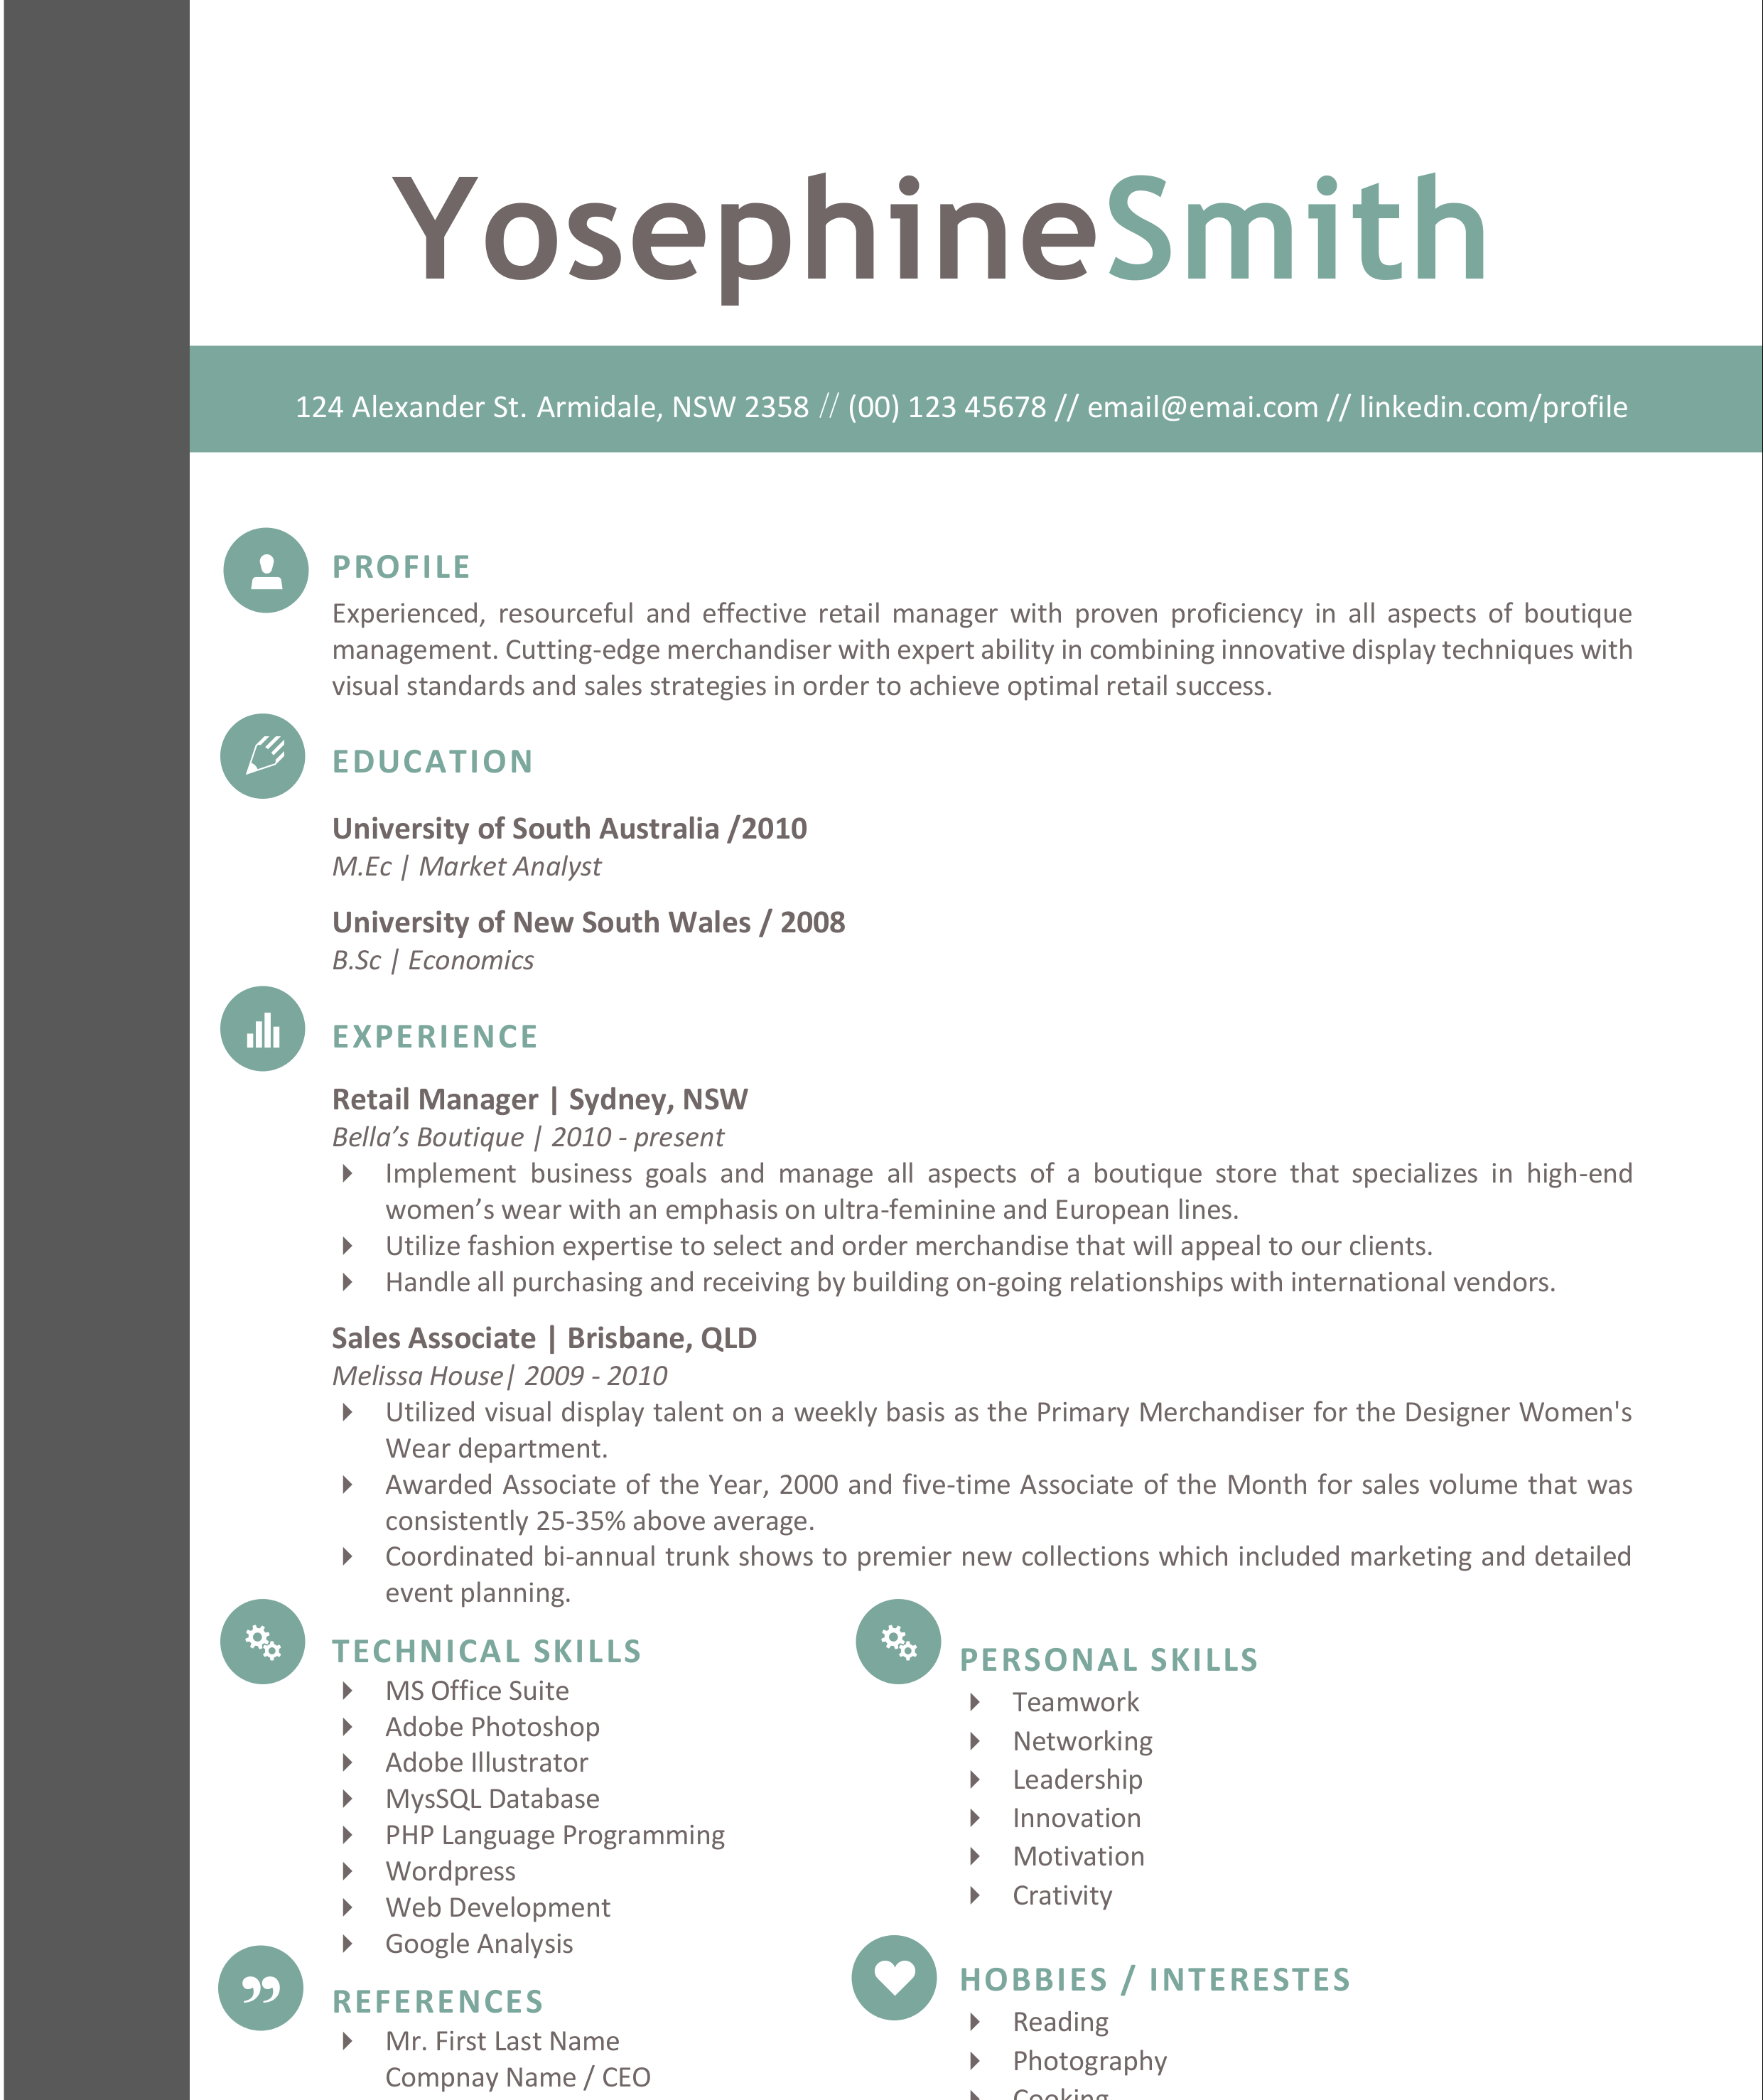 YosephineSmith
124 Alexander St. Armidale, NSW 2358 // (00) 123 45678 // email@emai.com // linkedin.com/profile
PROFILE
Experienced, resourceful and effective retail manager with proven proficiency in all aspects of boutique
management. Cutting-edge merchandiser with expert ability in combining innovative display techniques with
visual standards and sales strategies in order to achieve optimal retail success.
EDUCATION
University of South Australia /2010
M.Ec | Market Analyst
University of New South Wales / 2008
B.Sc | Economics
EXPERIENCE
Retail Manager | Sydney, NSW
Bella’s Boutique | 2010 - present
Implement business goals and manage all aspects of a boutique store that specializes in high-end
women’s wear with an emphasis on ultra-feminine and European lines.
Utilize fashion expertise to select and order merchandise that will appeal to our clients.
Handle all purchasing and receiving by building on-going relationships with international vendors.
Sales Associate | Brisbane, QLD
Melissa House| 2009 - 2010
Utilized visual display talent on a weekly basis as the Primary Merchandiser for the Designer Women's
Wear department.
Awarded Associate of the Year, 2000 and five-time Associate of the Month for sales volume that was
consistently 25-35% above average.
Coordinated bi-annual trunk shows to premier new collections which included marketing and detailed
event planning.
TECHNICAL SKILLS
MS Office Suite
Adobe Photoshop
Adobe Illustrator
MysSQL Database
PHP Language Programming
Wordpress
Web Development
Google Analysis
REFERENCES
Mr. First Last Name
Compnay Name / CEO
PERSONAL SKILLS
Teamwork
Networking
Leadership
Innovation
Motivation
Crativity
HOBBIES / INTERESTES
Reading
Photography
Cooking